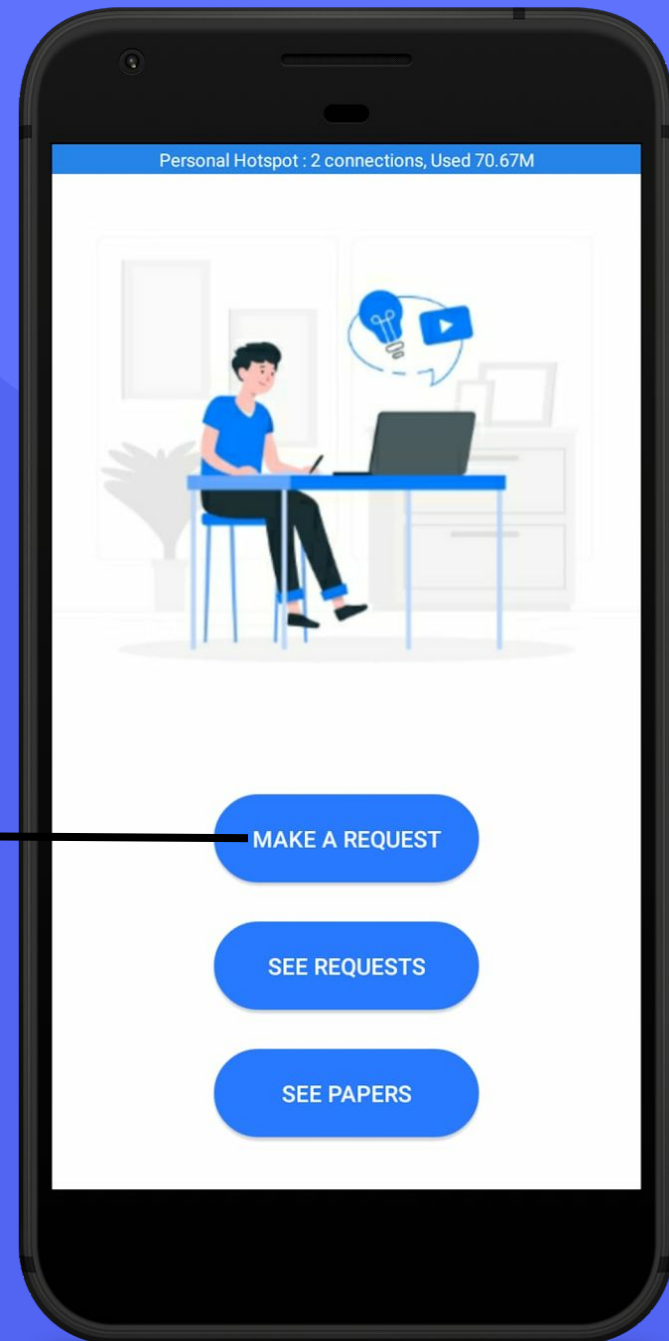 Personal Hotspot : 2 connections, Used 70.67M
MAKE A REQUEST
SEE REQUESTS
SEE PAPERS